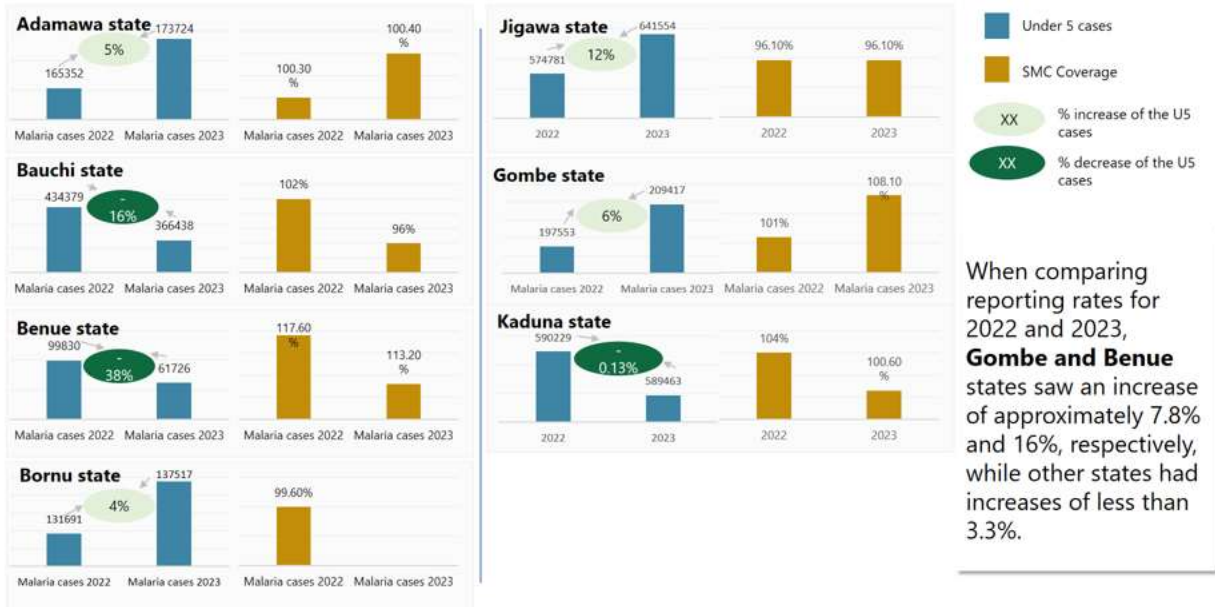 Adamawa state
165352
5%
173724
100.30
%
100.40
%
Malaria cases 2022 Malaria cases 2023
Malaria cases 2022 Malaria cases 2023
Bauchi state
434379
-
16%
366438
102%
96%
Malaria cases 2022 Malaria cases 2023
Malaria cases 2022 Malaria cases 2023
Benue state
99830
-
38%
61726
117.60
%
113.20
%
Malaria cases 2022 Malaria cases 2023
Malaria cases 2022 Malaria cases 2023
Bornu state
131691
4%
137517
99.60%
Malaria cases 2022 Malaria cases 2023
Malaria cases 2022 Malaria cases 2023
Jigawa state
574781
12%
641554
96.10%
96.10%
2022 2023
2022 2023
Gombe state
197553
6%
209417
101%
108.10
%
Malaria cases 2022 Malaria cases 2023
Malaria cases 2022 Malaria cases 2023
Kaduna state
590229
-
0.13%
589463
104%
100.60
%
2022 2023
2022 2023
Under 5 cases
SMC Coverage
XX
% increase of the U5
cases
XX
% decrease of the U5
cases
When comparing
reporting rates for
2022 and 2023,
Gombe and Benue
states saw an increase
of approximately 7.8%
and 16%, respectively,
while other states had
increases of less than
3.3%.